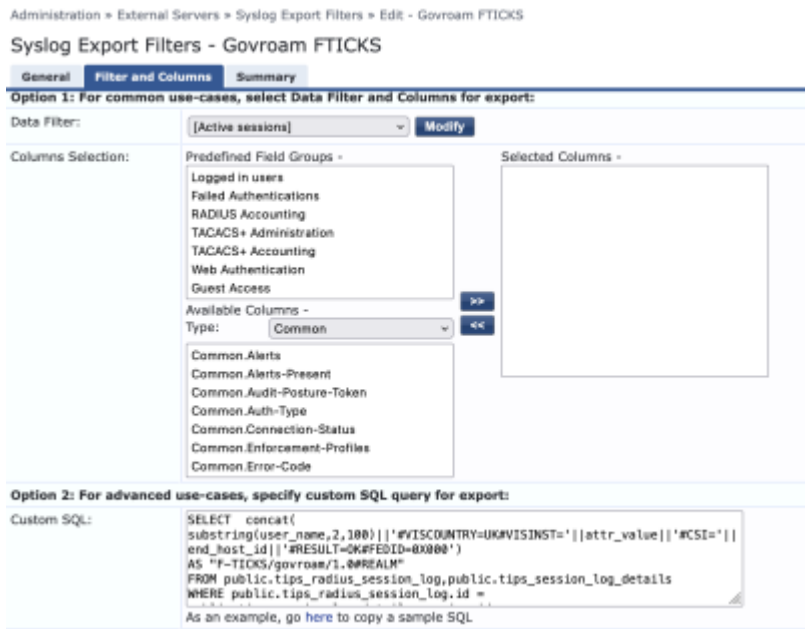 Administration » External Servers » Syslog Export Filters » Edit - Govroam FTICKS
Syslog Export Filters - Govroam FTICKS
General Filter and Columns Summary
Option 1: For common use-cases, select Data Filter and Columns for export:
Data Filter: [Active sessions] Modify
Columns Selection: Predefined Field Groups - Selected Columns -
Logged in users
Failed Authentications
RADIUS Accounting
TACACS+ Administration
TACACS+ Accounting
Web Authentication
Guest Access
>>
Available Columns -
Type: Common <<
Common.Alerts
Common.Alerts-Present
Common.Audit-Posture-Token
Common.Auth-Type
Common.Connection-Status
Common.Enforcement-Profiles
Common.Error-Code
Option 2: For advanced use-cases, specify custom SQL query for export:
Custom SQL: SELECT concat(
substring(user_name,2,100)||'#VISCOUNTRY=UK#VISINST='||attr_value||'#CSI='||
end_host_id||'#RESULT=OK#FEDID=0X000')
AS "F-TICKS/govroam/1.0#REALM"
FROM public.tips_radius_session_log,public.tips_session_log_details
WHERE public.tips_radius_session_log.id =
As an example, go here to copy a sample SQL